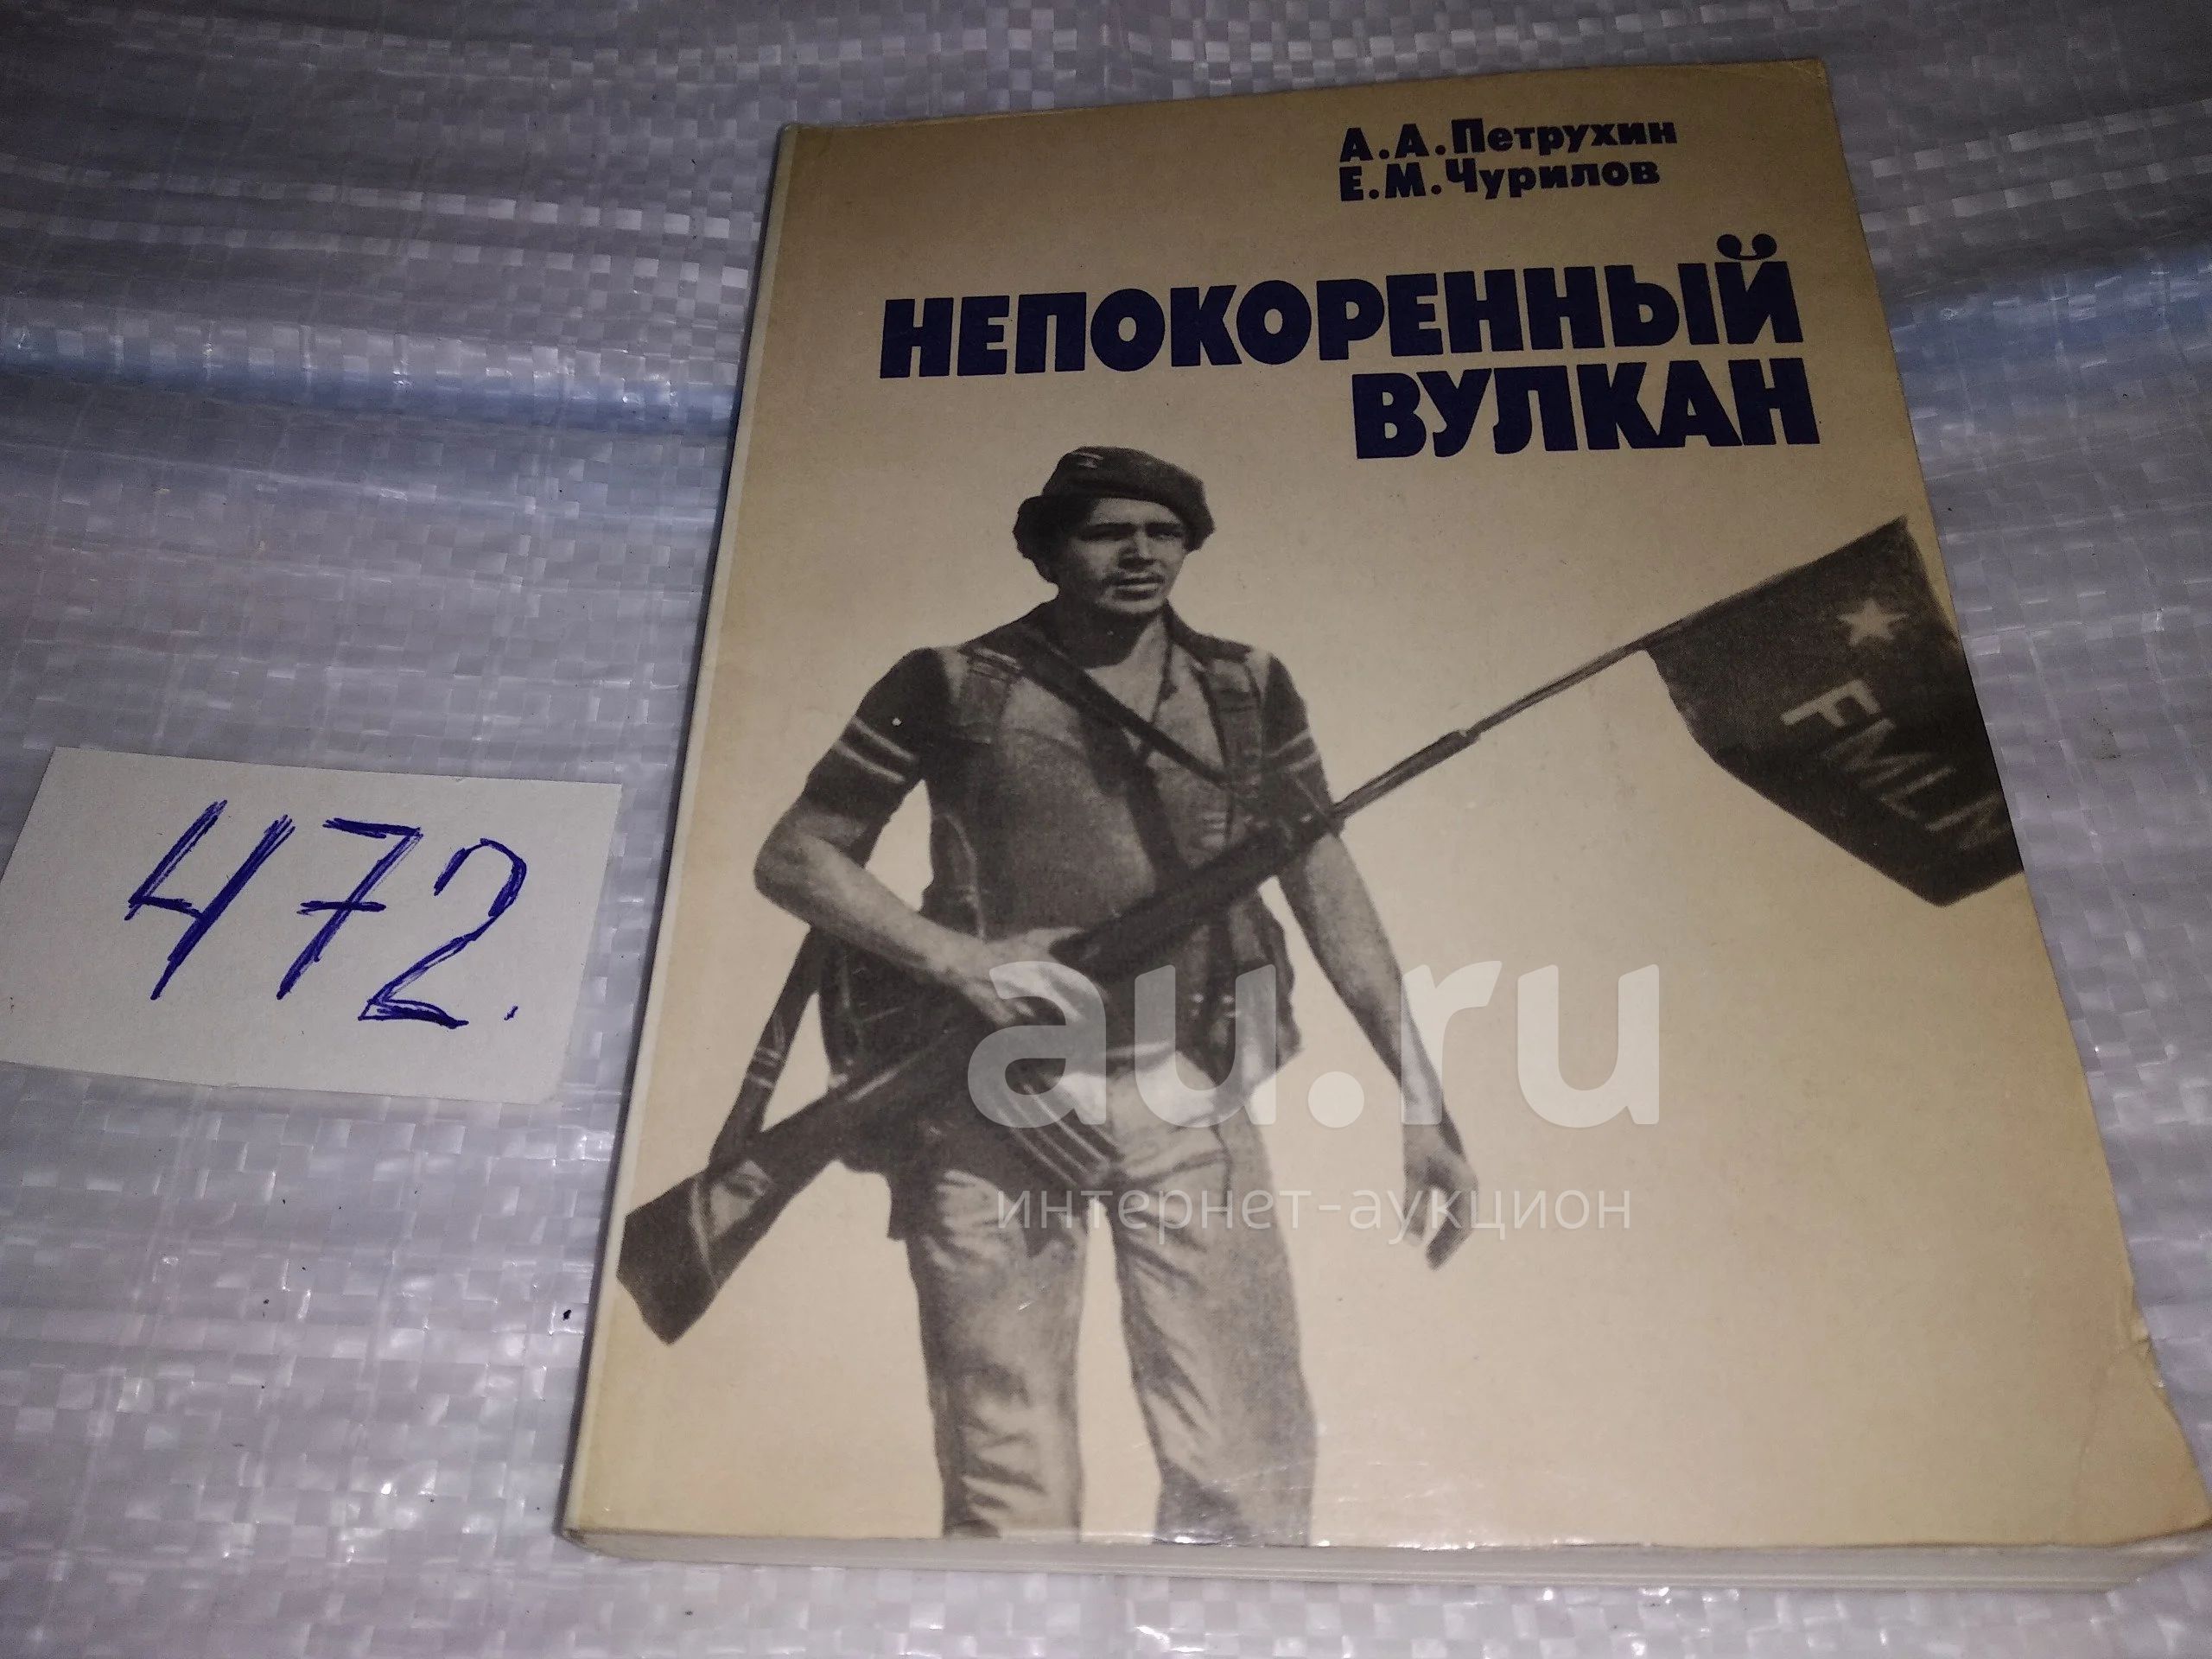 А.А.Петрухин
Е.М.Чурилов
НЕПОКОРЕННЫЙ
ВУЛКАН
FMLN
472.
au.ru
интернет-аукцион